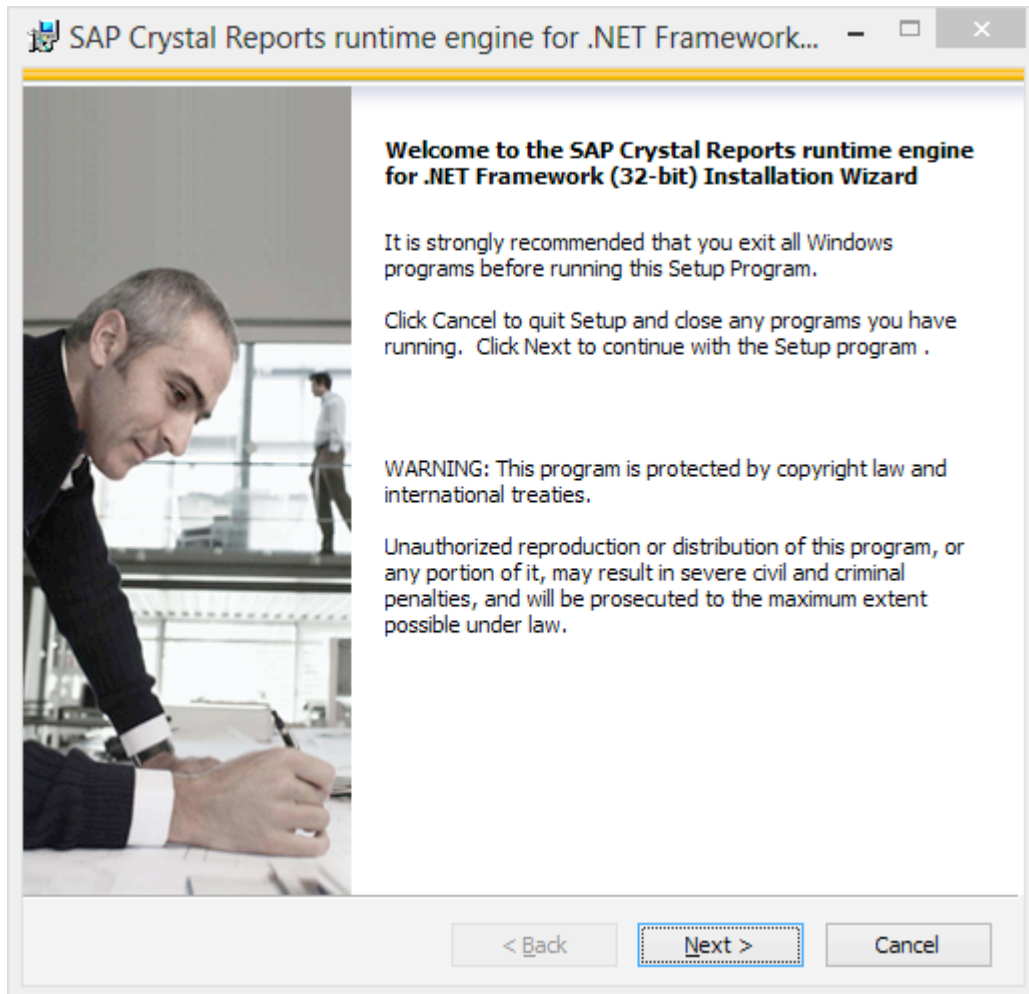 SAP Crystal Reports runtime engine for .NET Framework...
Welcome to the SAP Crystal Reports runtime engine
for .NET Framework (32-bit) Installation Wizard
It is strongly recommended that you exit all Windows
programs before running this Setup Program.
Click Cancel to quit Setup and close any programs you have
running.  Click Next to continue with the Setup program .
WARNING: This program is protected by copyright law and
international treaties.
Unauthorized reproduction or distribution of this program, or
any portion of it, may result in severe civil and criminal
penalties, and will be prosecuted to the maximum extent
possible under law.
< Back
Next >
Cancel